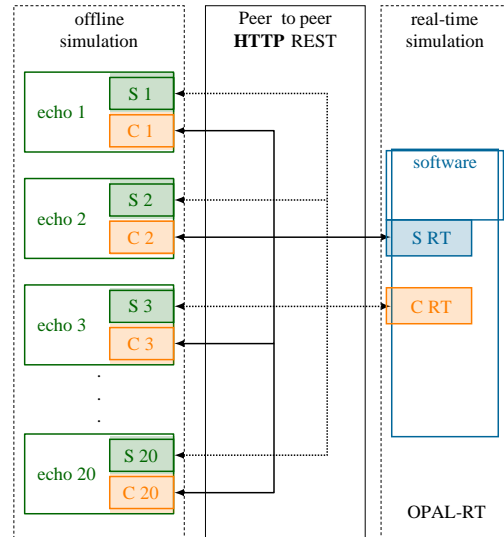 offline
simulation
Peer to peer
HTTP REST
real-time
simulation
S 1
echo 1
C 1
S 2
echo 2
C 2
S 3
echo 3
C 3
.
.
.
S 20
echo 20
C 20
software
S RT
C RT
OPAL-RT